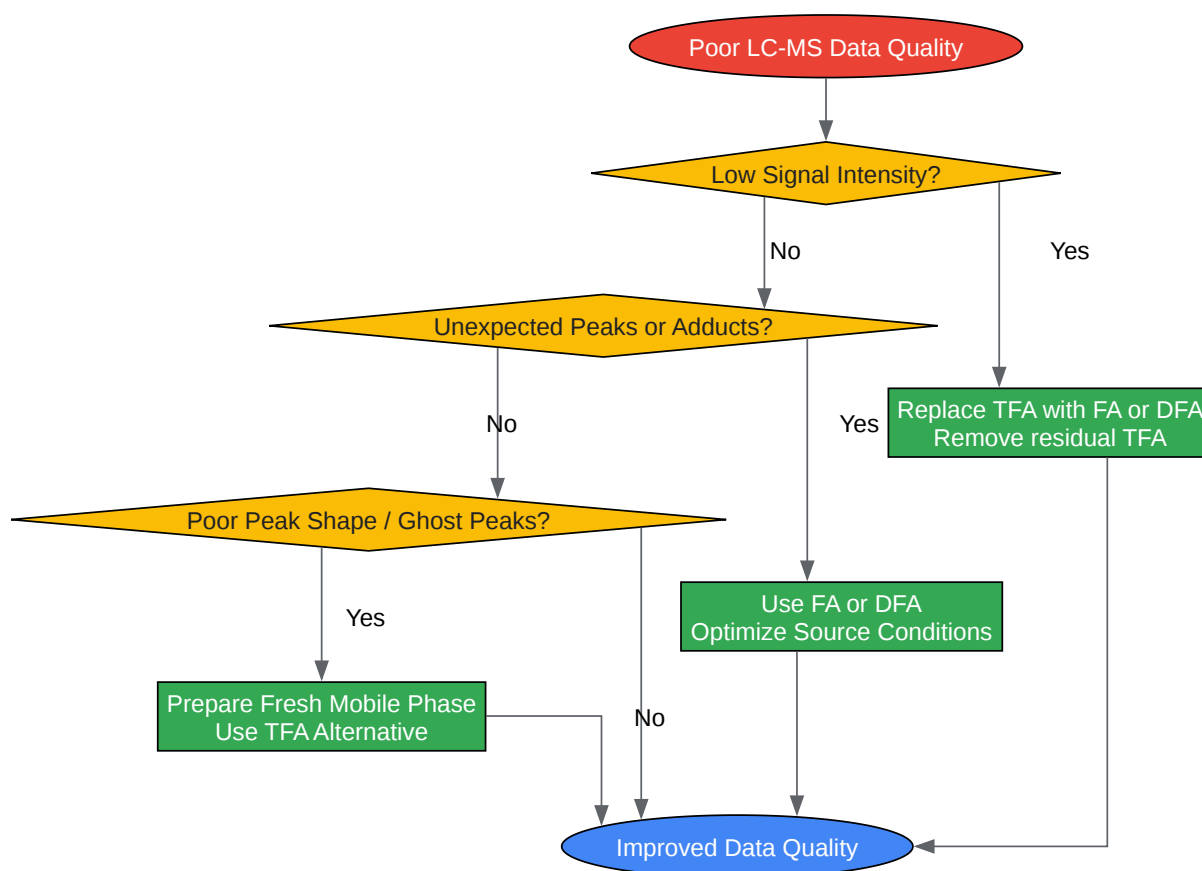 Poor LC-MS Data Quality
Low Signal Intensity?
No
Yes
Unexpected Peaks or Adducts?
Replace TFA with FA or DFA
Remove residual TFA
No
Yes
Poor Peak Shape / Ghost Peaks?
Use FA or DFA
Optimize Source Conditions
Yes
Prepare Fresh Mobile Phase
Use TFA Alternative
No
Improved Data Quality